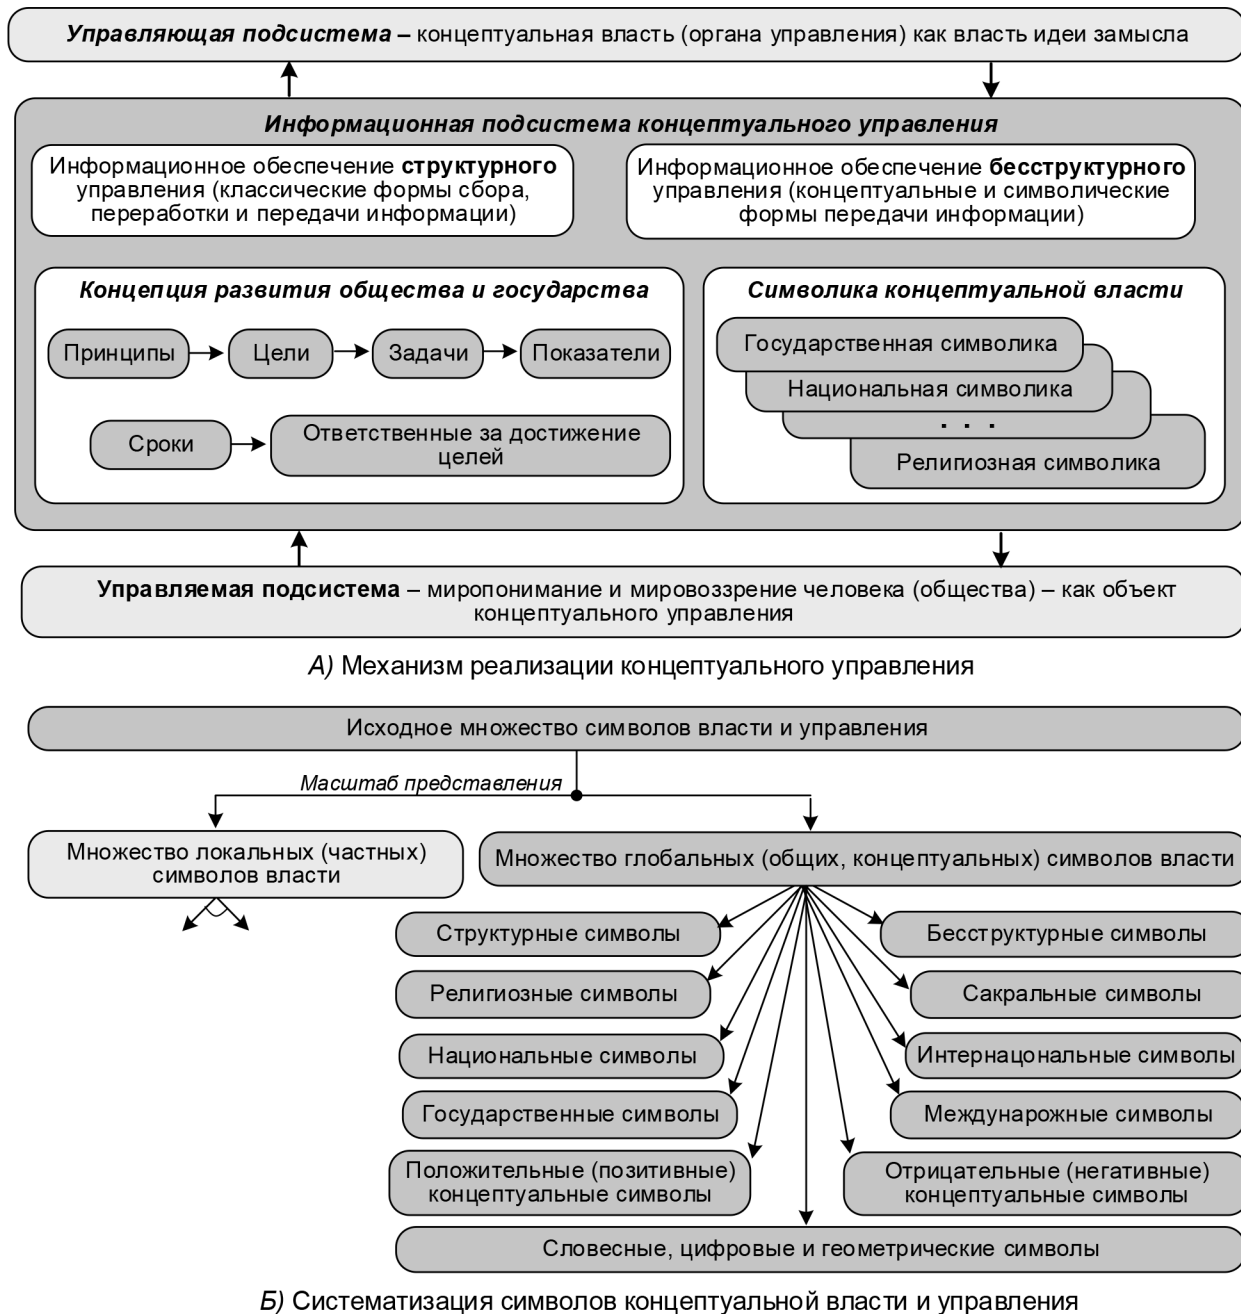 Управляющая подсистема – концептуальная власть (органа управления) как власть идеи замысла
Информационная подсистема концептуального управления
Информационное обеспечение структурного
управления (классические формы сбора,
переработки и передачи информации)
Информационное обеспечение бесструктурного
управления (концептуальные и символические
формы передачи информации)
Концепция развития общества и государства
Принципы
Цели
Задачи
Показатели
Сроки
Ответственные за достижение
целей
Символика концептуальной власти
Государственная символика
Национальная символика
. . .
Религиозная символика
Управляемая подсистема – миропонимание и мировоззрение человека (общества) – как объект
концептуального управления
А) Механизм реализации концептуального управления
Исходное множество символов власти и управления
Масштаб представления
Множество локальных (частных)
символов власти
Множество глобальных (общих, концептуальных) символов власти
Структурные символы
Бесструктурные символы
Религиозные символы
Сакральные символы
Национальные символы
Интернацональные символы
Государственные символы
Междунарожные символы
Положительные (позитивные)
концептуальные символы
Отрицательные (негативные)
концептуальные символы
Словесные, цифровые и геометрические символы
Б) Систематизация символов концептуальной власти и управления